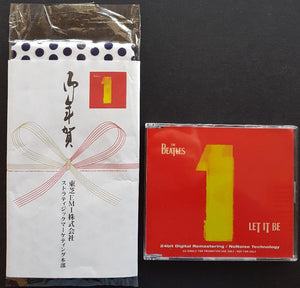 御年賀
1
東芝EMI株式会社
ストラテジックマーケティング本部
THE
BEATLES
1
LET IT BE
24bit Digital Remastering / NoNoise Technology